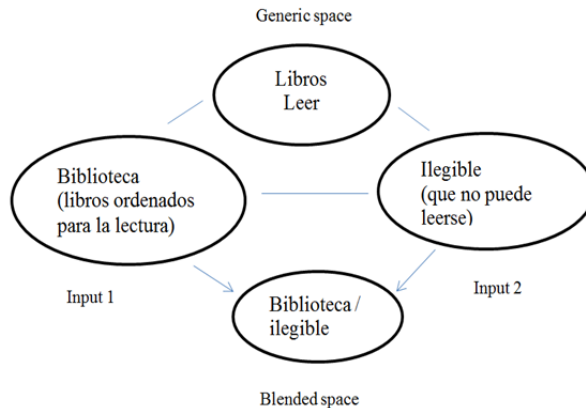 Generic space
Libros
Leer
Biblioteca
(libros ordenados
para la lectura)
Ilegible
(que no puede
leerse)
Input 1
Input 2
Biblioteca /
ilegible
Blended space